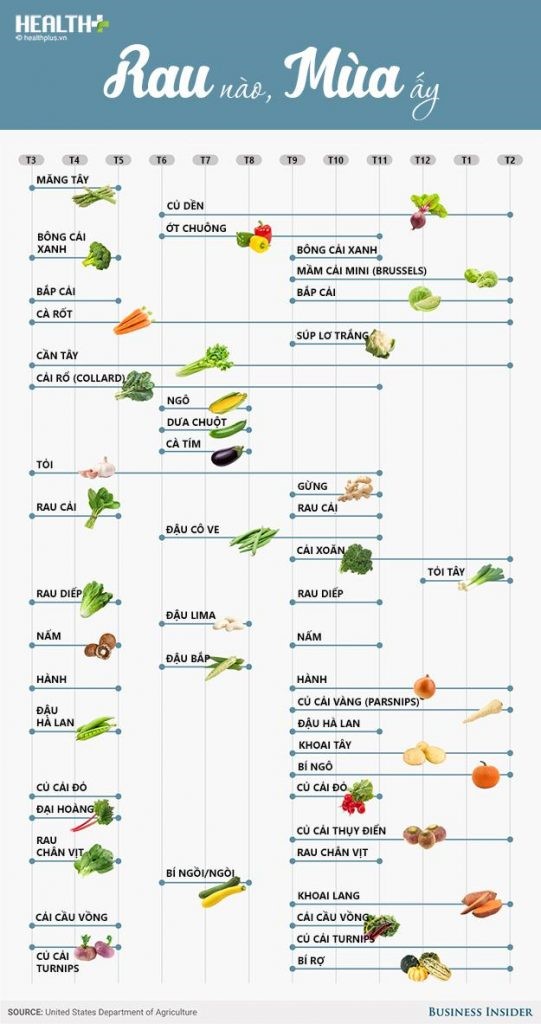 HEALTH+
© healthplus.vn
Rau nào, Mùa ấy
T3 T4 T5 T6 T7 T8 T9 T10 T11 T12 T1 T2
MĂNG TÂY
CỦ DỀN
ỚT CHUÔNG
BÔNG CẢI
XANH
BÔNG CẢI XANH
MẦM CẢI MINI (BRUSSELS)
BẮP CẢI
BẮP CẢI
CÀ RỐT
SÚP LƠ TRẮNG
CẦN TÂY
CẢI RỔ (COLLARD)
NGÔ
DƯA CHUỘT
CÀ TÍM
TỎI
GỪNG
RAU CẢI
RAU CẢI
ĐẬU CÔ VE
CẢI XOĂN
TỎI TÂY
RAU DIẾP
RAU DIẾP
ĐẬU LIMA
NẤM
NẤM
ĐẬU BẮP
HÀNH
HÀNH
CỦ CẢI VÀNG (PARSNIPS)
ĐẬU
HÀ LAN
ĐẬU HÀ LAN
KHOAI TÂY
BÍ NGÔ
CỦ CẢI ĐỎ
CỦ CẢI ĐỎ
ĐẠI HOÀNG
CỦ CẢI THỤY ĐIỂN
RAU
CHÂN VỊT
RAU CHÂN VỊT
BÍ NGỒI/NGÒI
KHOAI LANG
CẢI CẦU VỒNG
CẢI CẦU VỒNG
CỦ CẢI TURNIPS
CỦ CẢI
TURNIPS
BÍ RỢ
SOURCE: United States Department of Agriculture
BUSINESS INSIDER